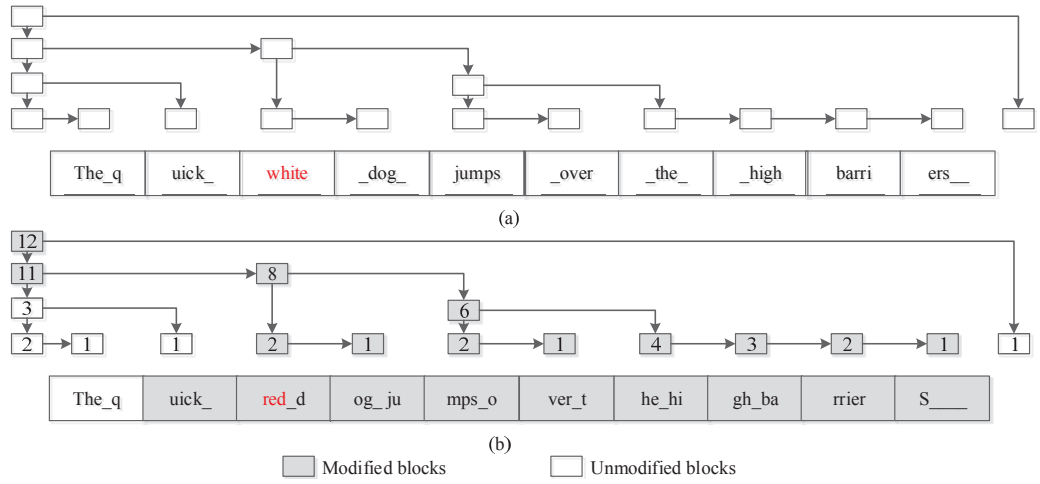 The_q uick_ white _dog_ jumps _over _the_ _high barri ers__
(a)
12
11 8
3 6
2 1 1 2 1 2 1 4 3 2 1 1
The_q uick_ red_d og_ju mps_o ver_t he_hi gh_ba rrier S____
(b)
Modified blocks Unmodified blocks